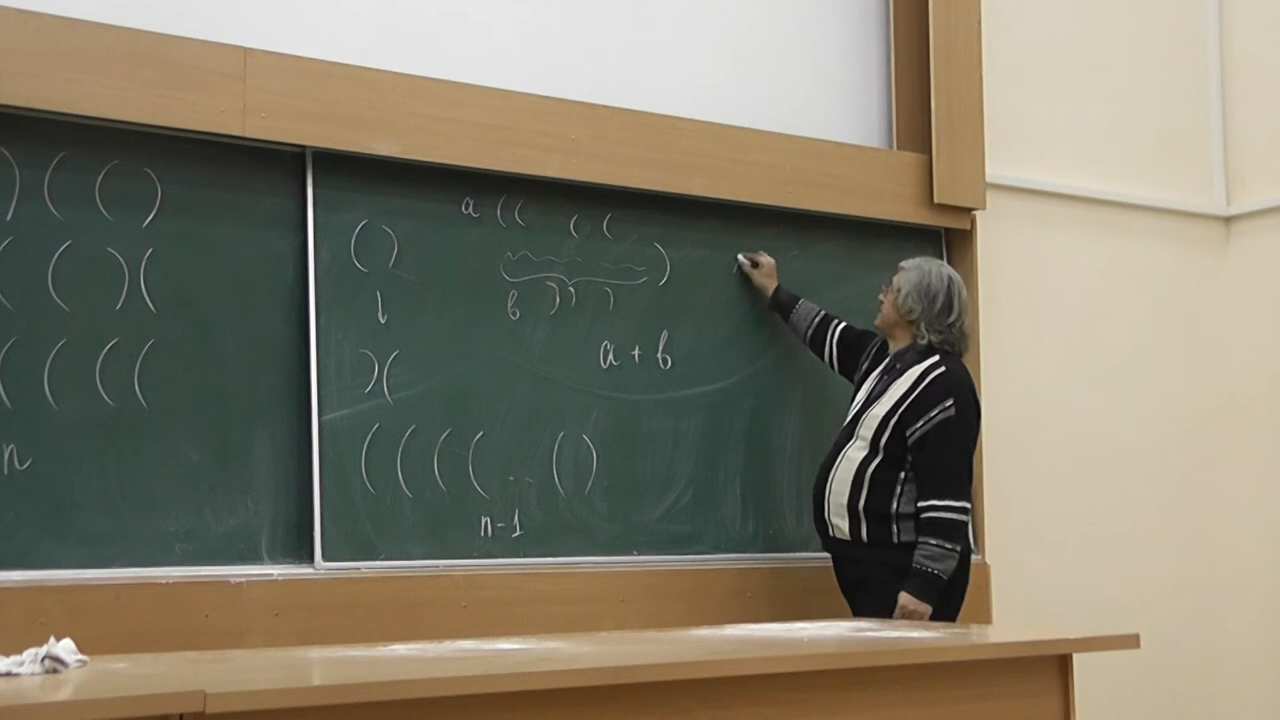 ) ( ( )
( ( ) (
( ( ( (
n
a ( ( ( (
( )
)
b ) ) )
↓
a + b
) (
( ( ( ( ... ( )
n-1